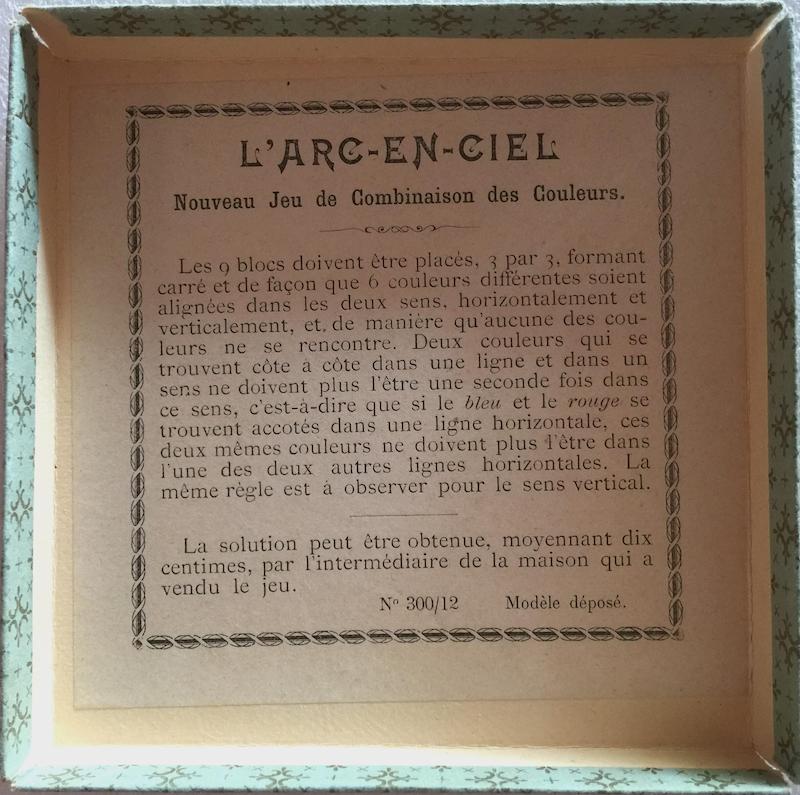 L'ARC-EN-CIEL
Nouveau Jeu de Combinaison des Couleurs.
Les 9 blocs doivent être placés, 3 par 3, formant
carré et de façon que 6 couleurs différentes soient
alignées dans les deux sens, horizontalement et
verticalement, et, de manière qu'aucune des cou-
leurs ne se rencontre. Deux couleurs qui se
trouvent côte à côte dans une ligne et dans un
sens ne doivent plus l'être une seconde fois dans
ce sens, c'est-à-dire que si le bleu et le rouge se
trouvent accotés dans une ligne horizontale, ces
deux mêmes couleurs ne doivent plus l'être dans
l'une des deux autres lignes horizontales. La
même règle est à observer pour le sens vertical.
La solution peut être obtenue, moyennant dix
centimes, par l'intermédiaire de la maison qui a
vendu le jeu.
Nº 300/12 Modèle déposé.